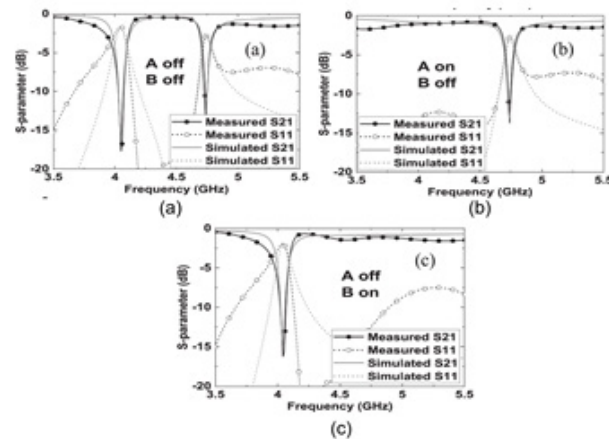 0
-5
-10
-15
-20
S-parameter (dB)
(a)
A off
B off
Measured S21
Measured S11
Simulated S21
Simulated S11
3.5 4 4.5 5 5.5
Frequency (GHz)
(a)
0
-5
-10
-15
-20
S-parameter (dB)
(b)
A on
B off
Measured S21
Measured S11
Simulated S21
Simulated S11
3.5 4 4.5 5 5.5
Frequency (GHz)
(b)
0
-5
-10
-15
-20
S-parameter (dB)
(c)
A off
B on
Measured S21
Measured S11
Simulated S21
Simulated S11
3.5 4 4.5 5 5.5
Frequency (GHz)
(c)